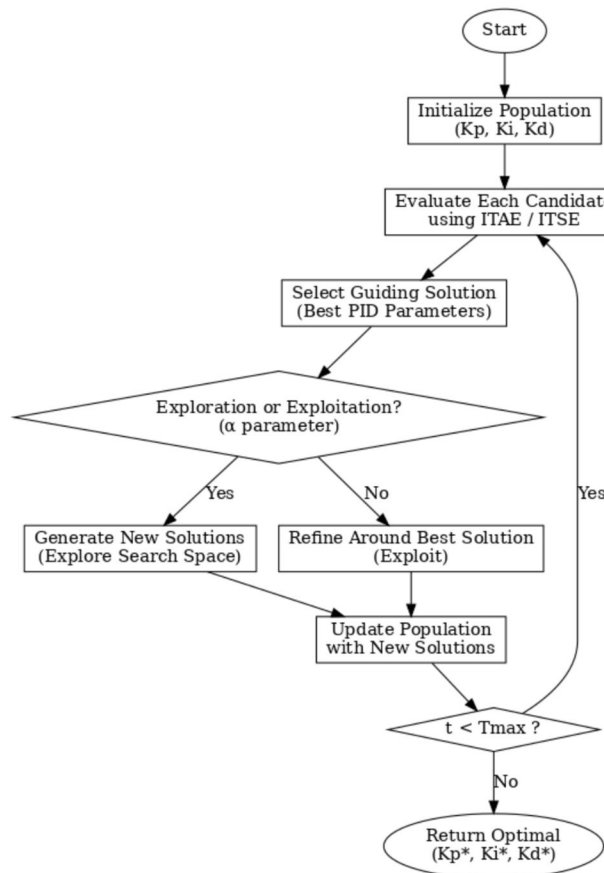 Start
Initialize Population
(Kp, Ki, Kd)
Evaluate Each Candidat
using ITAE / ITSE
Select Guiding Solution
(Best PID Parameters)
Exploration or Exploitation?
(α parameter)
Yes
No
Yes
Generate New Solutions
(Explore Search Space)
Refine Around Best Solution
(Exploit)
Update Population
with New Solutions
t < Tmax ?
No
Return Optimal
(Kp*, Ki*, Kd*)